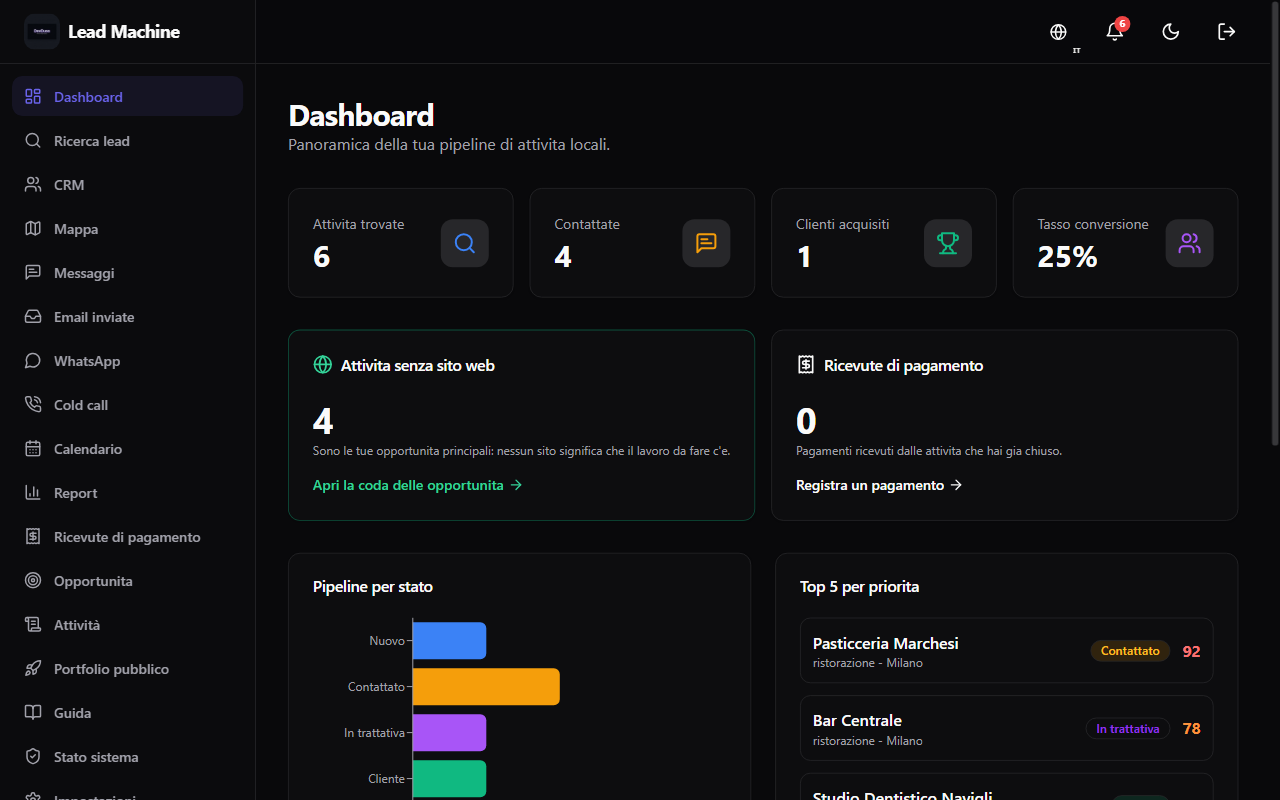 Lead Machine
IT
6
Dashboard
Ricerca lead
CRM
Mappa
Messaggi
Email inviate
WhatsApp
Cold call
Calendario
Report
Ricevute di pagamento
Opportunita
Attività
Portfolio pubblico
Guida
Stato sistema
Impostazioni
Dashboard
Panoramica della tua pipeline di attivita locali.
Attivita trovate
6
Contattate
4
Clienti acquisiti
1
Tasso conversione
25%
Attivita senza sito web
4
Sono le tue opportunita principali: nessun sito significa che il lavoro da fare c'e.
Apri la coda delle opportunita
Ricevute di pagamento
0
Pagamenti ricevuti dalle attivita che hai gia chiuso.
Registra un pagamento
Pipeline per stato
Nuovo
Contattato
In trattativa
Cliente
Top 5 per priorita
Pasticceria Marchesi
ristorazione - Milano
Contattato
92
Bar Centrale
ristorazione - Milano
In trattativa
78
Studio Dentistico Navigli